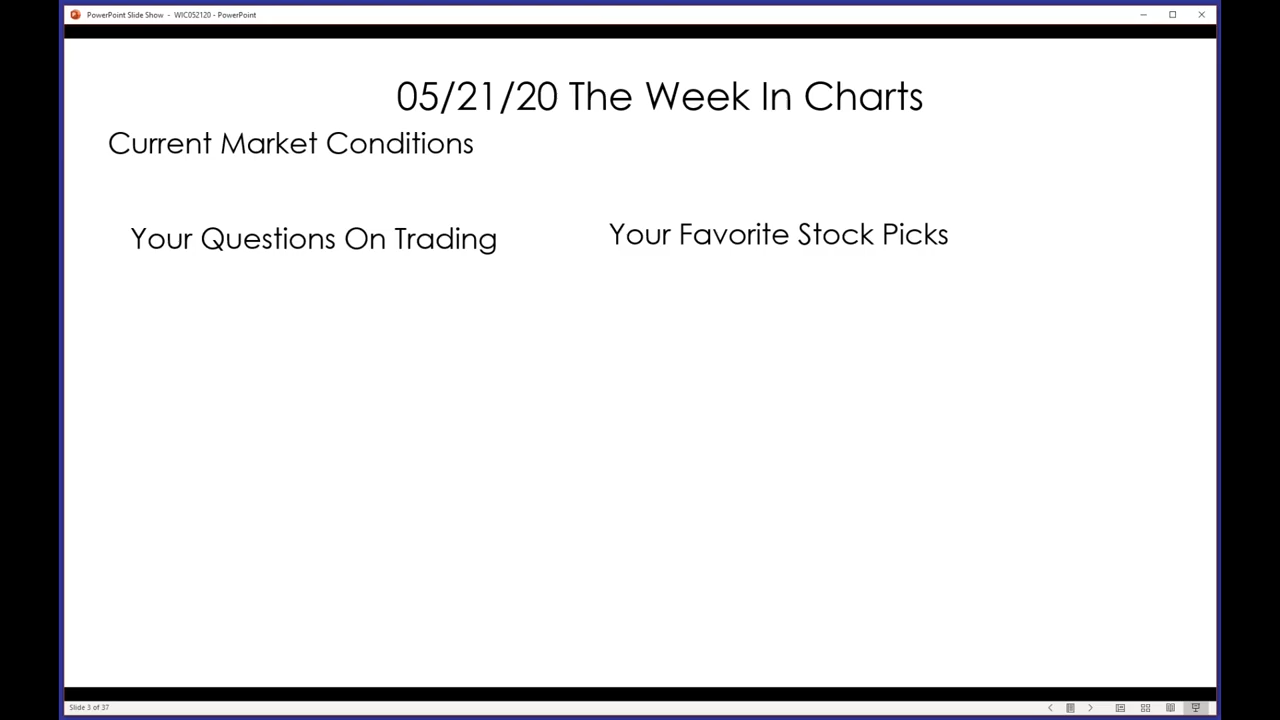 PowerPoint Slide Show - WIC052120 - PowerPoint
05/21/20 The Week In Charts
Current Market Conditions
Your Questions On Trading
Your Favorite Stock Picks
Slide 3 of 37